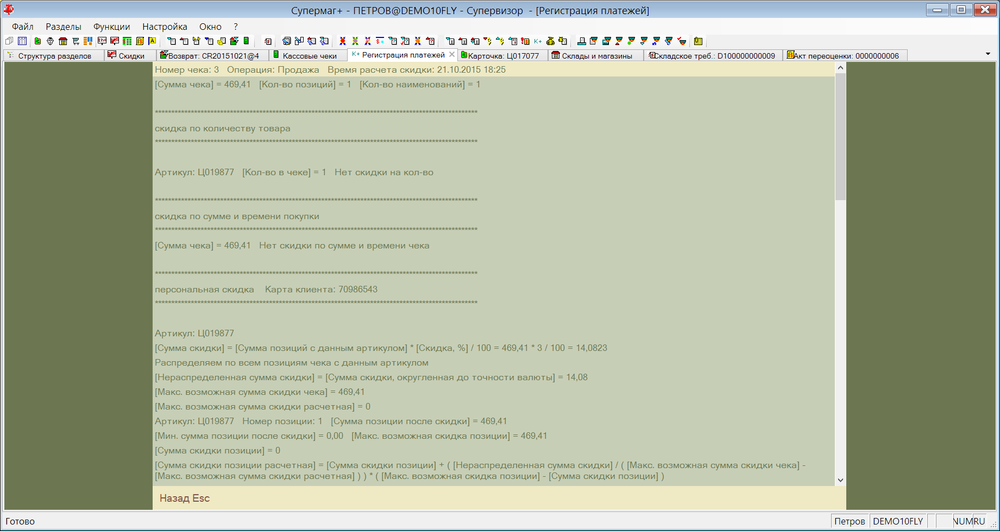 Супермаг+ - ПЕТРОВ@DEMO10FLY - Супервизор - [Регистрация платежей]
Файл Разделы Функции Настройка Окно ?
Структура разделов Скидки Возврат: CR20151021@4 Кассовые чеки K+ Регистрация платежей Карточка: Ц017077 Склады и магазины Складское треб.: D100000000009 Акт переоценки: 0000000006
Номер чека: 3 Операция: Продажа Время расчета скидки: 21.10.2015 18:25
[Сумма чека] = 469,41 [Кол-во позиций] = 1 [Кол-во наименований] = 1
***************************************************************************************************
скидка по количеству товара
***************************************************************************************************
Артикул: Ц019877 [Кол-во в чеке] = 1 Нет скидки на кол-во
***************************************************************************************************
скидка по сумме и времени покупки
***************************************************************************************************
[Сумма чека] = 469,41 Нет скидки по сумме и времени чека
***************************************************************************************************
персональная скидка Карта клиента: 70986543
***************************************************************************************************
Артикул: Ц019877
[Сумма скидки] = [Сумма позиций с данным артикулом] * [Скидка, %] / 100 = 469,41 * 3 / 100 = 14,0823
Распределяем по всем позициям чека с данным артикулом
[Нераспределенная сумма скидки] = [Сумма скидки, округленная до точности валюты] = 14,08
[Макс. возможная сумма скидки чека] = 469,41
[Макс. возможная сумма скидки расчетная] = 0
Артикул: Ц019877 Номер позиции: 1 [Сумма позиции после скидки] = 469,41
[Мин. сумма позиции после скидки] = 0,00 [Макс. возможная скидка позиции] = 469,41
[Сумма скидки позиции] = 0
[Сумма скидки позиции расчетная] = [Сумма скидки позиции] + ( [Нераспределенная сумма скидки] / ( [Макс. возможная сумма скидки чека] -
[Макс. возможная сумма скидки расчетная] ) ) * ( [Макс. возможная скидка позиции] - [Сумма скидки позиции] )
Назад Esc
Готово Петров DEMO10FLY NUM RU